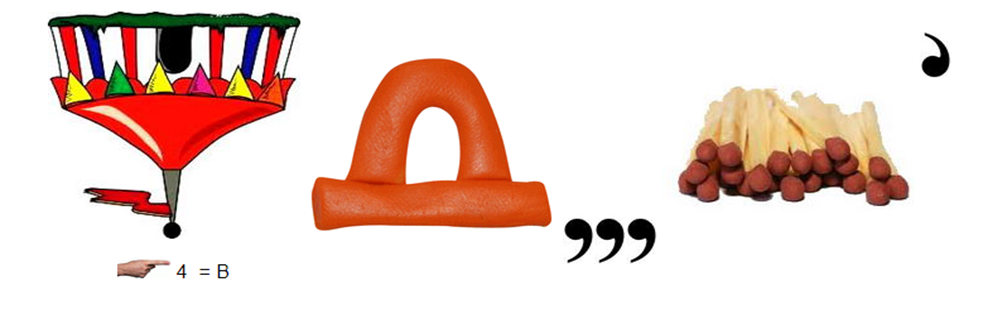 ,
,,,
4 = B